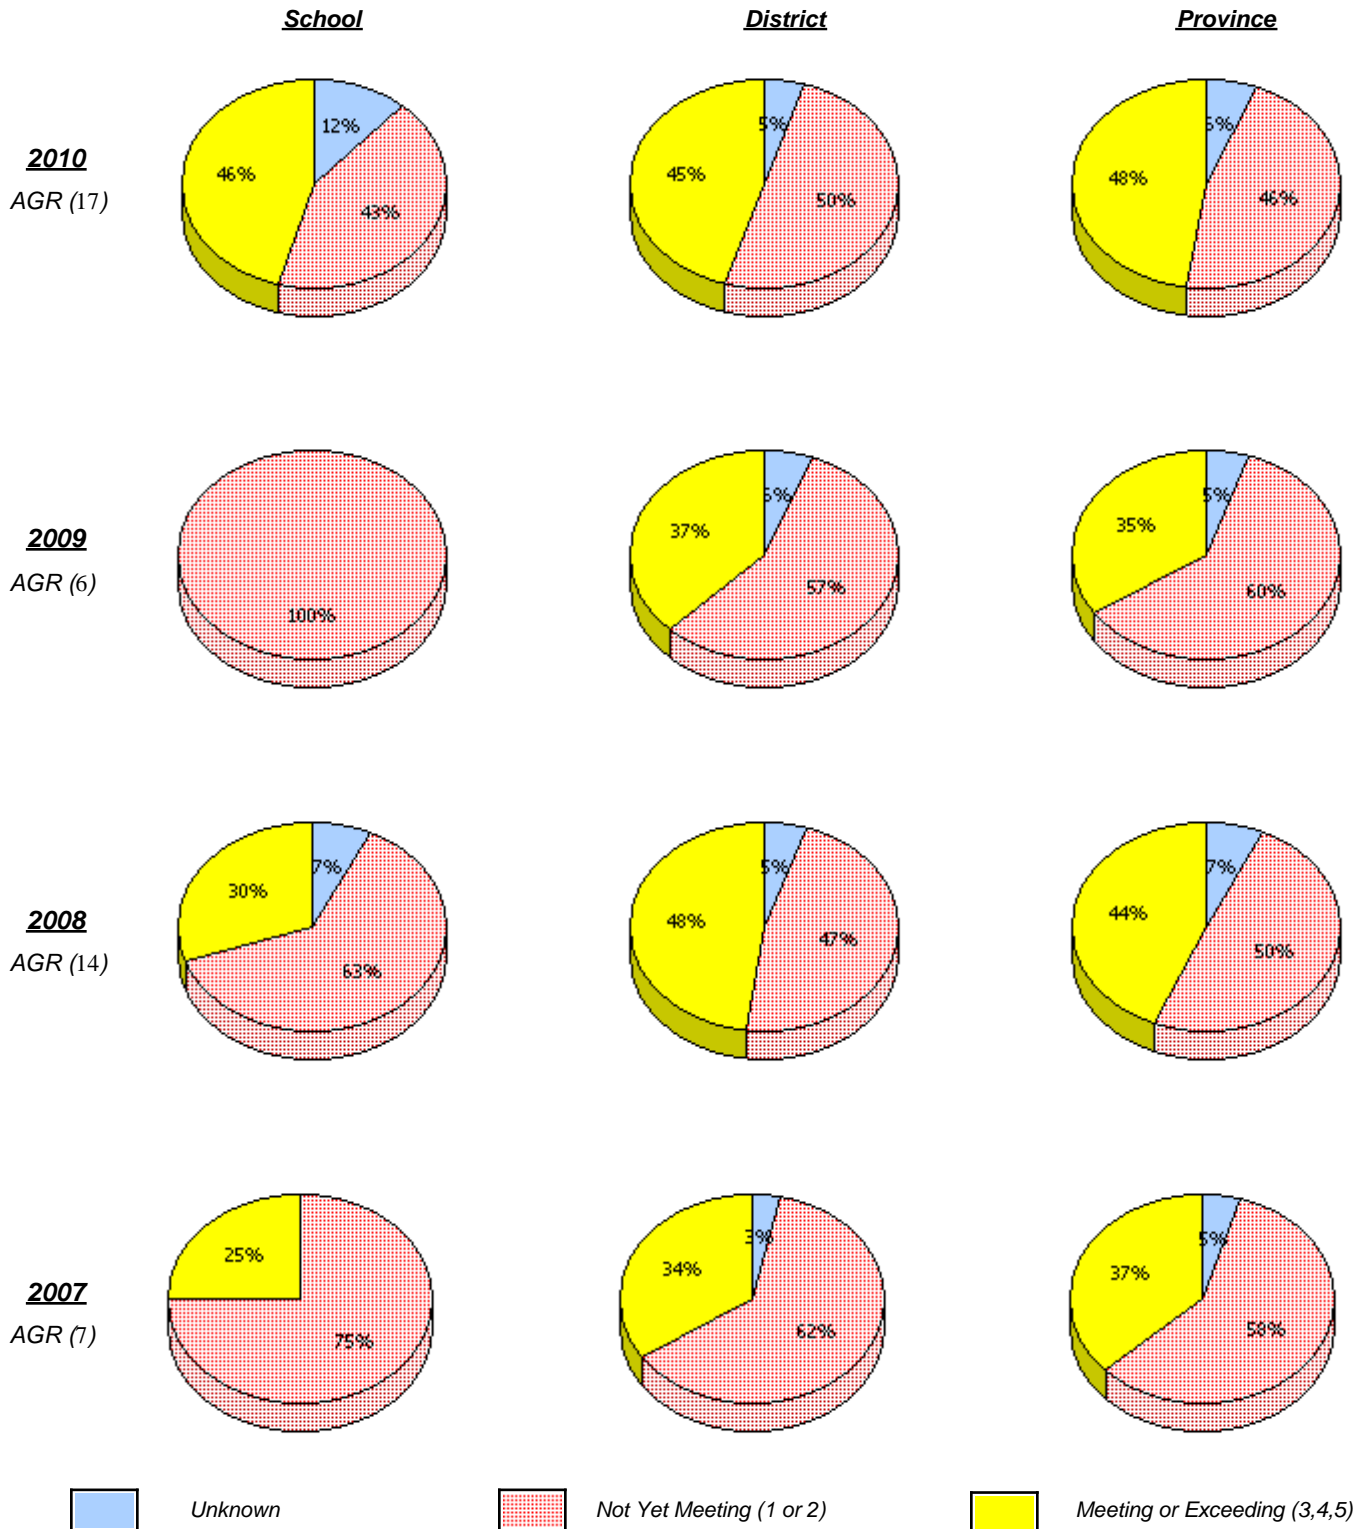 School District Province
12% 5% 6%
2010 46% 45% 48%
AGR (17) 43% 50% 46%
6% 5%
2009 37% 35%
AGR (6) 100% 57% 60%
7% 5% 7%
2008 30% 48% 44%
AGR (14) 63% 47% 50%
3% 5%
2007 25% 34% 37%
AGR (7) 75% 62% 58%
Unknown Not Yet Meeting (1 or 2) Meeting or Exceeding (3,4,5)